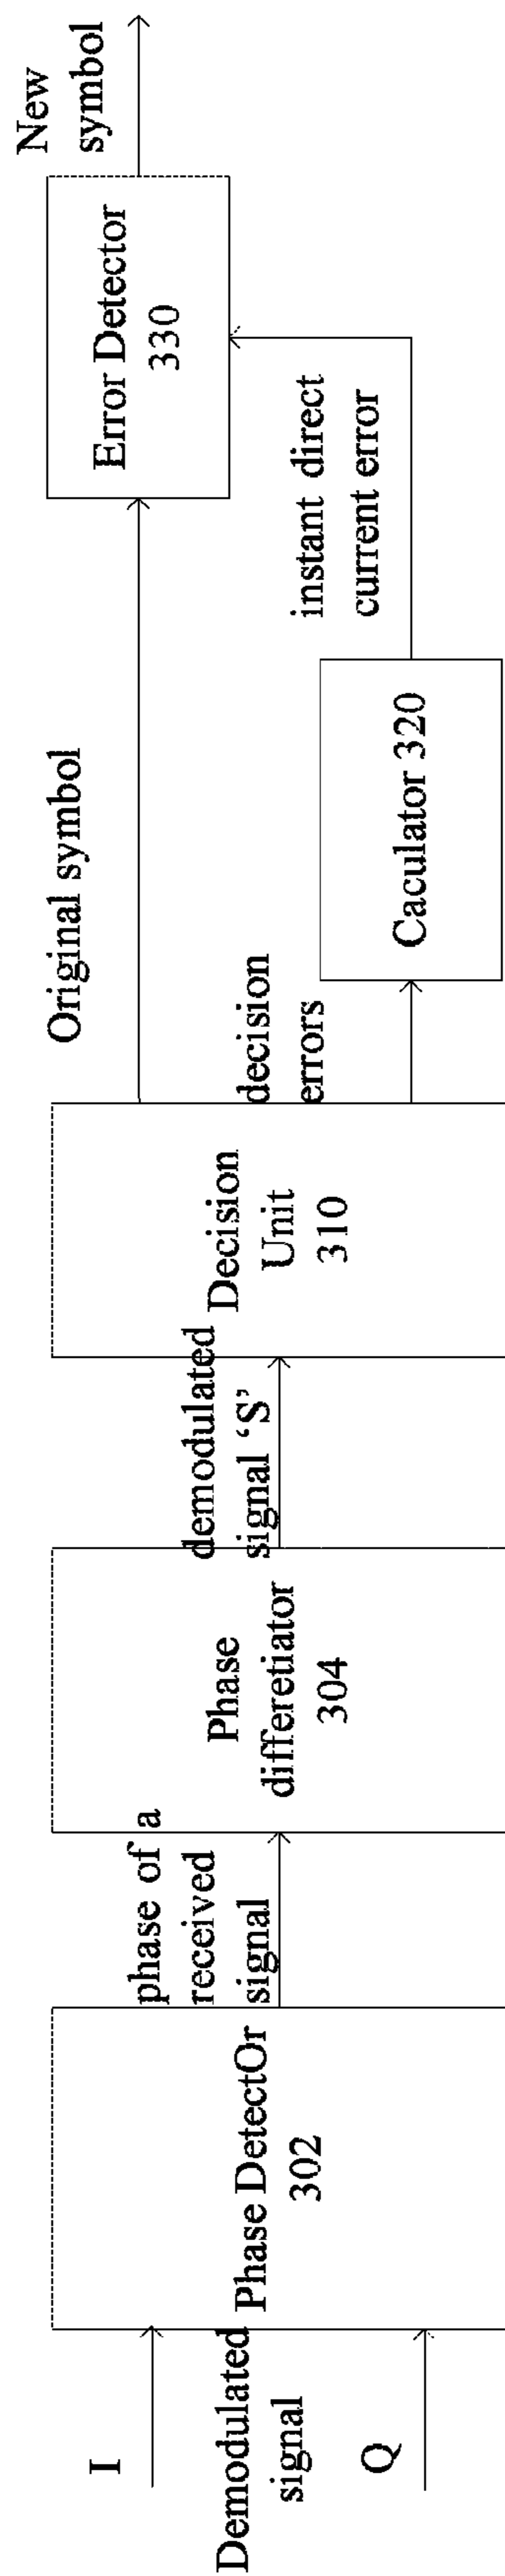 I
Demodulated
signal
Q
Phase DetectOr
302
phase of a
received
signal
Phase
differetiator
304
demodulated
signal ‘S’
Decision
Unit
310
Original symbol
decision
errors
Caculator 320
instant direct
current error
Error Detector
330
New
symbol